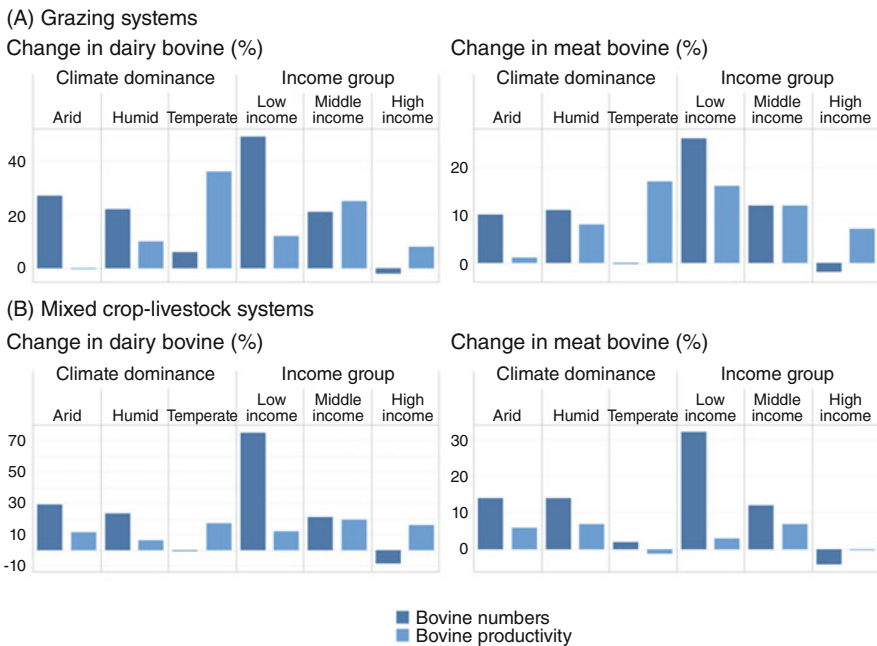 (A) Grazing systems
Change in dairy bovine (%)
Climate dominance
Income group
Arid
Humid
Temperate
Low
income
Middle
income
High
income
40
20
0
Change in meat bovine (%)
Climate dominance
Income group
Arid
Humid
Temperate
Low
income
Middle
income
High
income
20
10
0
(B) Mixed crop-livestock systems
Change in dairy bovine (%)
Climate dominance
Income group
Arid
Humid
Temperate
Low
income
Middle
income
High
income
70
50
30
10
-10
Change in meat bovine (%)
Climate dominance
Income group
Arid
Humid
Temperate
Low
income
Middle
income
High
income
30
20
10
0
Bovine numbers
Bovine productivity